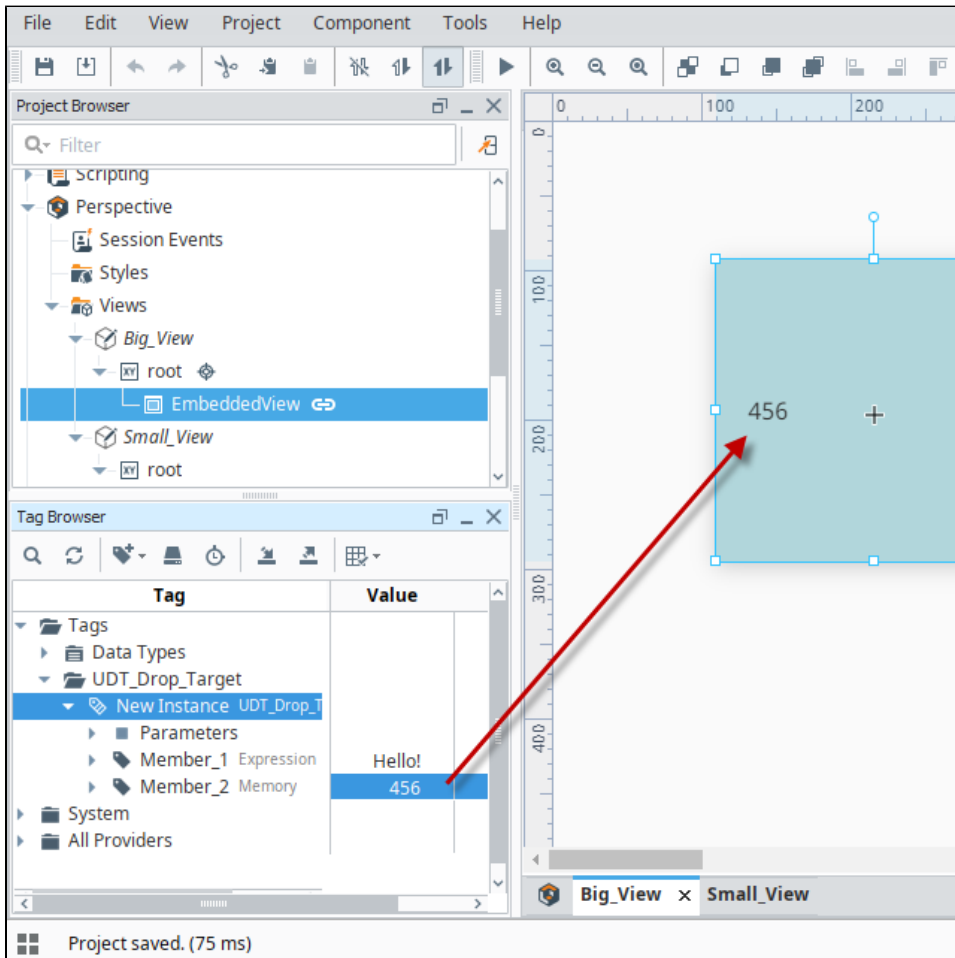 File Edit View Project Component Tools Help
Project Browser
Filter
Scripting
Perspective
Session Events
Styles
Views
Big_View
XY root
EmbeddedView
Small_View
XY root
Tag Browser
Tag Value
Tags
Data Types
UDT_Drop_Target
New Instance UDT_Drop_T
Parameters
Member_1 Expression Hello!
Member_2 Memory 456
System
All Providers
0 100 200
0
100
200
300
400
456
Big_View × Small_View
Project saved. (75 ms)